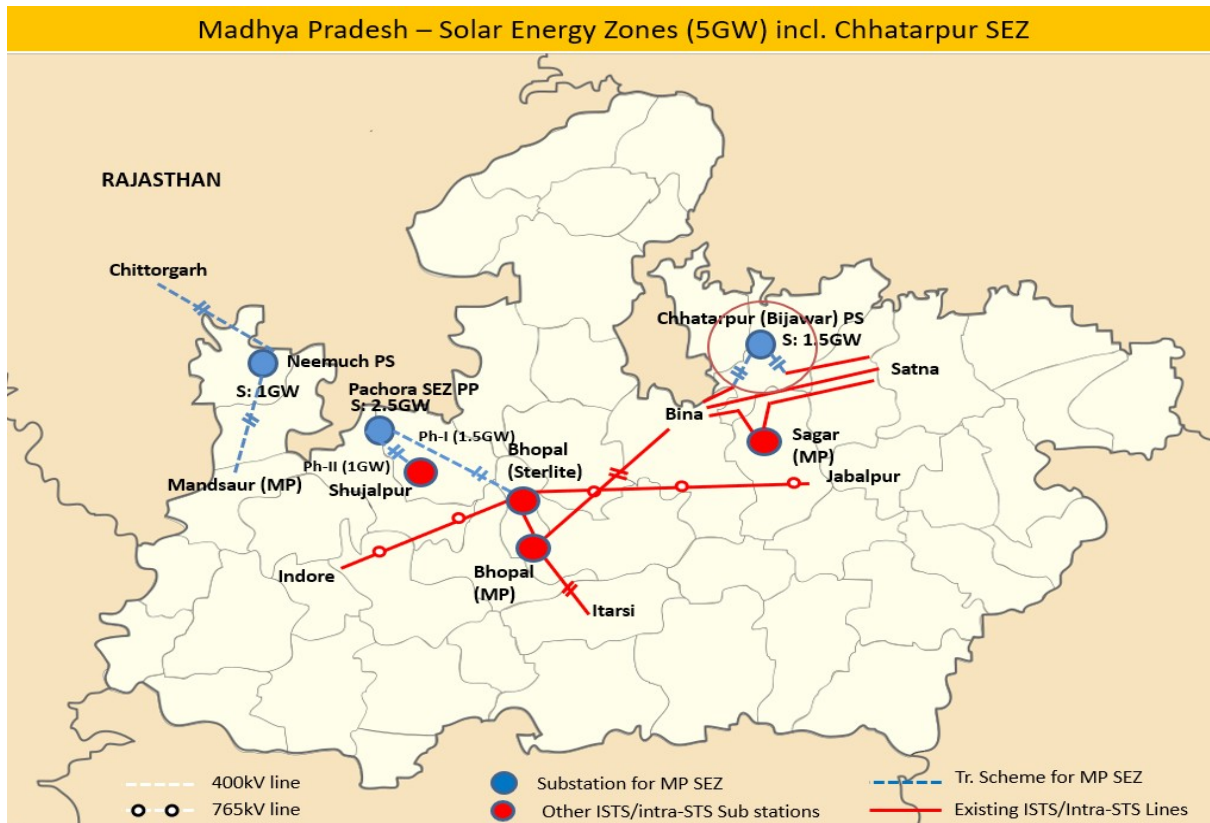 Madhya Pradesh – Solar Energy Zones (5GW) incl. Chhatarpur SEZ
RAJASTHAN
Chittorgarh
Neemuch PS
S: 1GW
Mandsaur (MP)
Pachora SEZ PP
S: 2.5GW
Ph-I (1.5GW)
Ph-II (1GW)
Shujalpur
Bhopal
(Sterlite)
Chhatarpur (Bijawar) PS
S: 1.5GW
Satna
Bina
Sagar
(MP)
Jabalpur
Indore
Bhopal
(MP)
Itarsi
400kV line
765kV line
Substation for MP SEZ
Other ISTS/intra-STS Sub stations
Tr. Scheme for MP SEZ
Existing ISTS/Intra-STS Lines